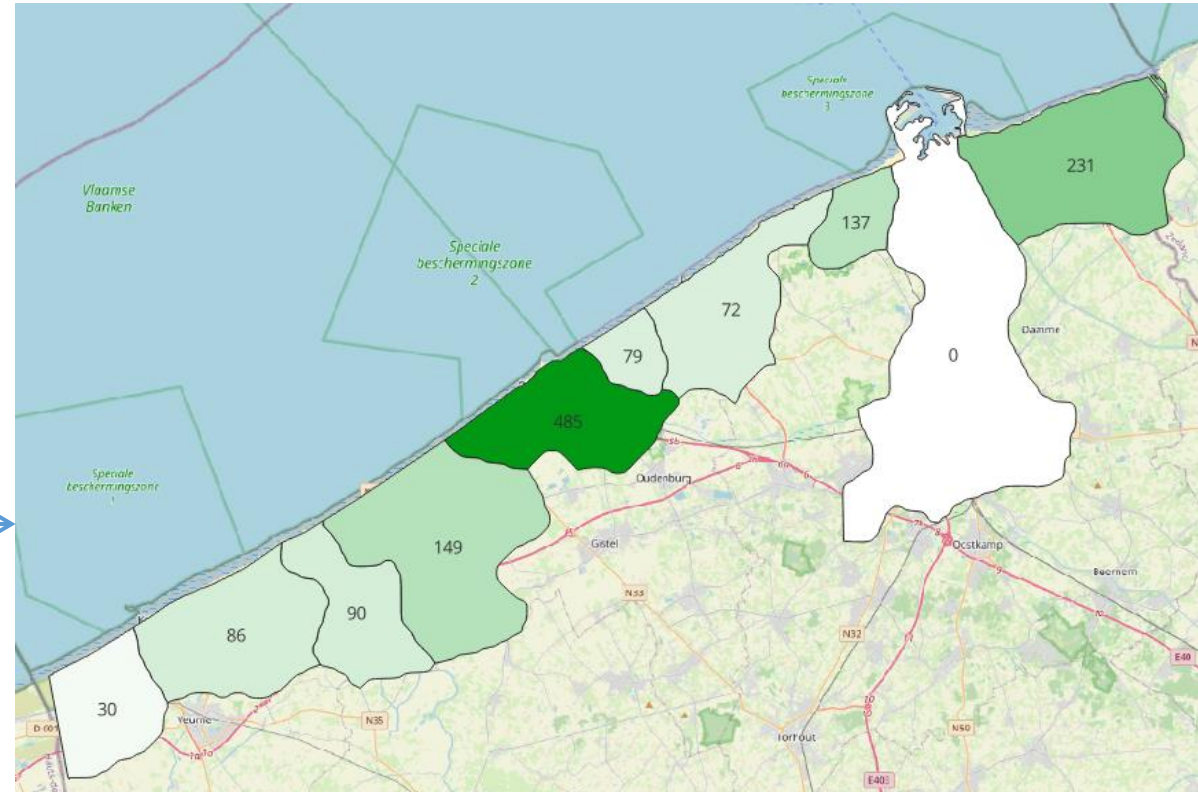 Speciale
beschermingszone
3
Vlaamse
Banken
Speciale
beschermingszone
2
231
137
72
Damme
0
79
485
Speciale
beschermingszone
1
Oudenburg
149
Gistel
Oostkamp
Beernem
N33
90
86
N32
E40
30
Veurne
N35
Torhout
N50
E403